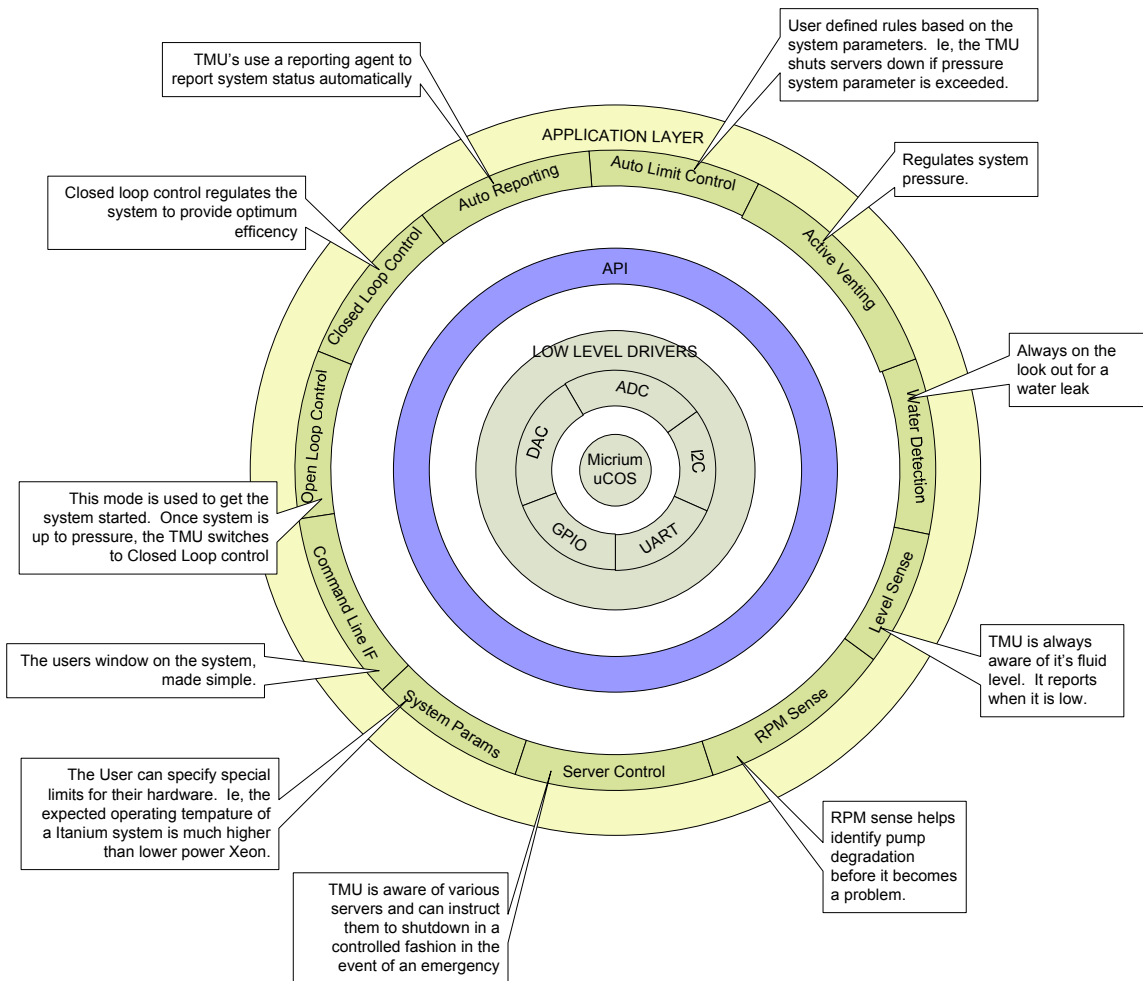 User defined rules based on the
system parameters.  Ie, the TMU
shuts servers down if pressure
system parameter is exceeded.
TMU's use a reporting agent to
report system status automatically
APPLICATION LAYER
Auto Reporting
Auto Limit Control
Regulates system
pressure.
Closed loop control regulates the
system to provide optimum
efficency
Closed Loop Control
Active Venting
API
LOW LEVEL DRIVERS
Always on the
look out for a
water leak
Open Loop Control
Water Detection
ADC
DAC
I2C
Micrium
uCOS
GPIO
UART
This mode is used to get the
system started.  Once system is
up to pressure, the TMU switches
to Closed Loop control
Command Line IF
Level Sense
The users window on the system,
made simple.
TMU is always
aware of it's fluid
level.  It reports
when it is low.
System Params
RPM Sense
Server Control
The User can specify special
limits for their hardware.  Ie, the
expected operating tempature of
a Itanium system is much higher
than lower power Xeon.
RPM sense helps
identify pump
degradation
before it becomes
a problem.
TMU is aware of various
servers and can instruct
them to shutdown in a
controlled fashion in the
event of an emergency